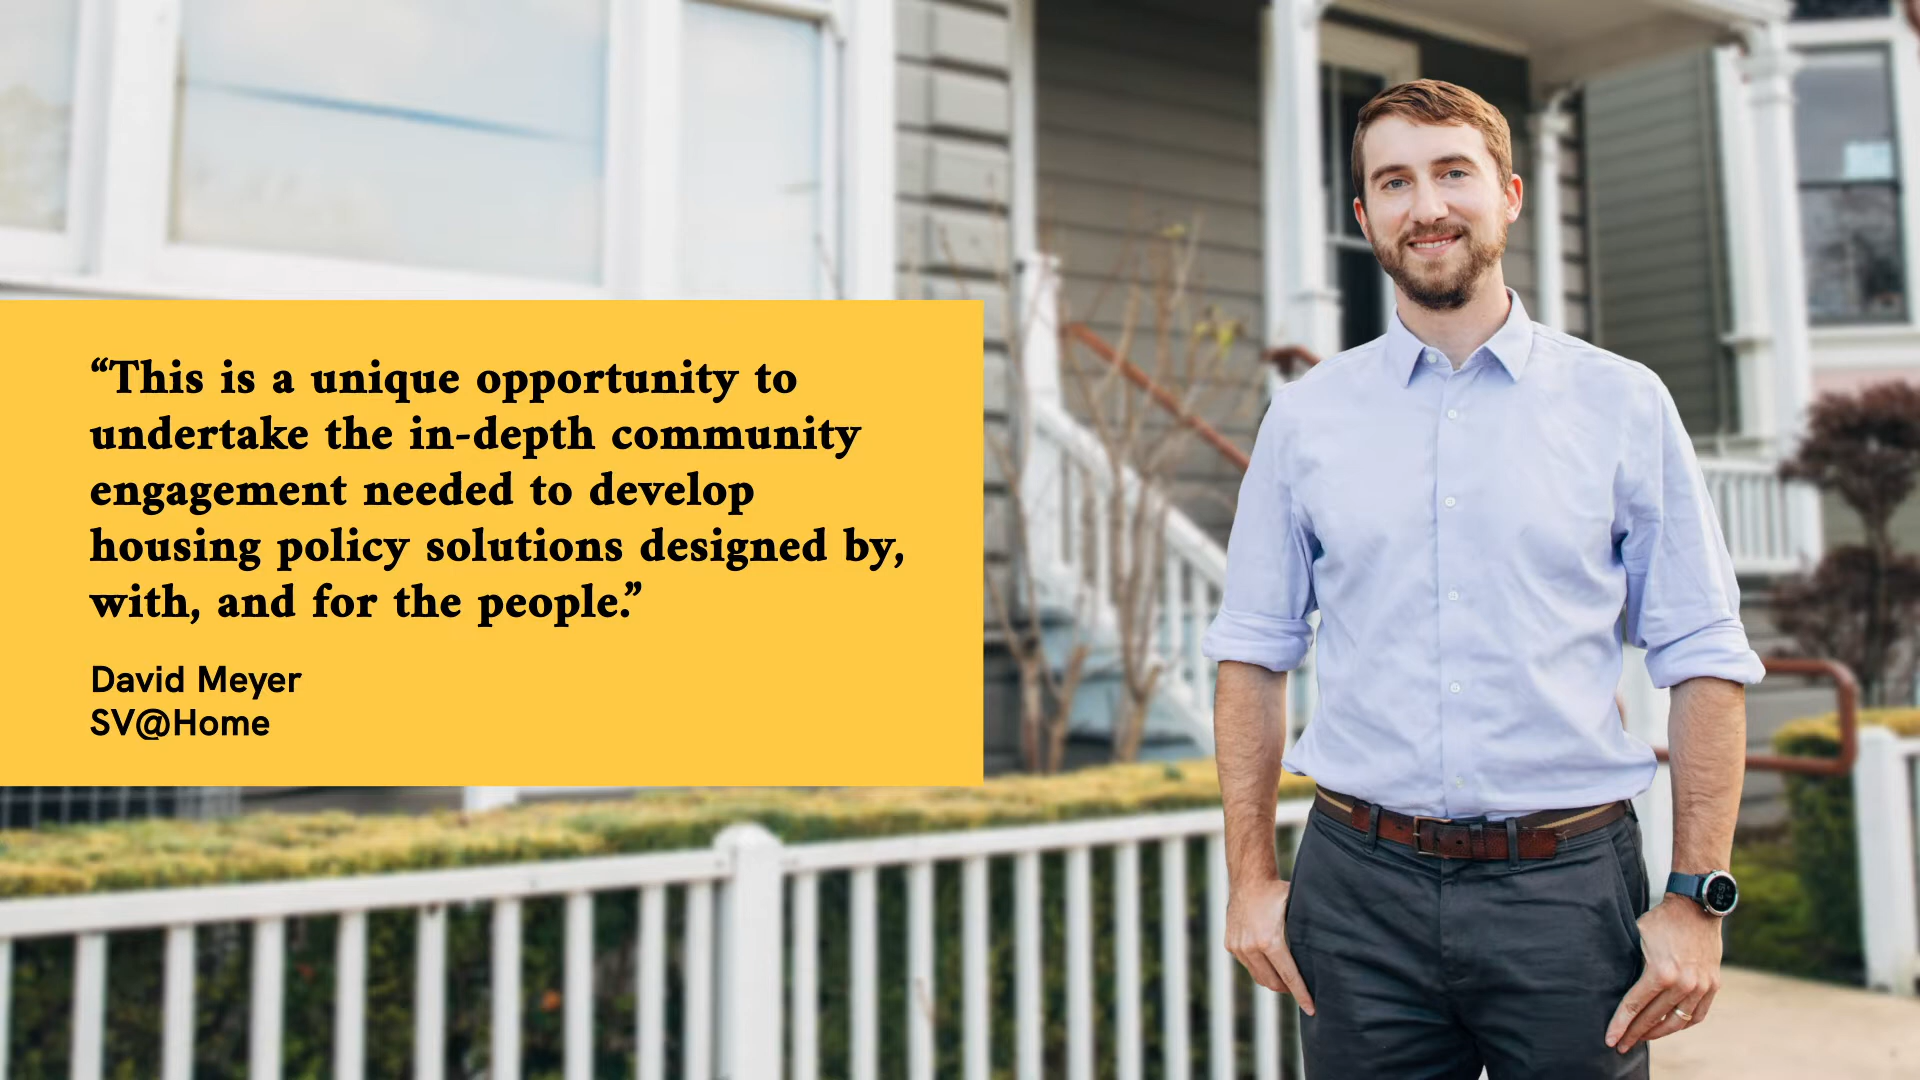 “This is a unique opportunity to
undertake the in-depth community
engagement needed to develop
housing policy solutions designed by,
with, and for the people.”
David Meyer
SV@Home